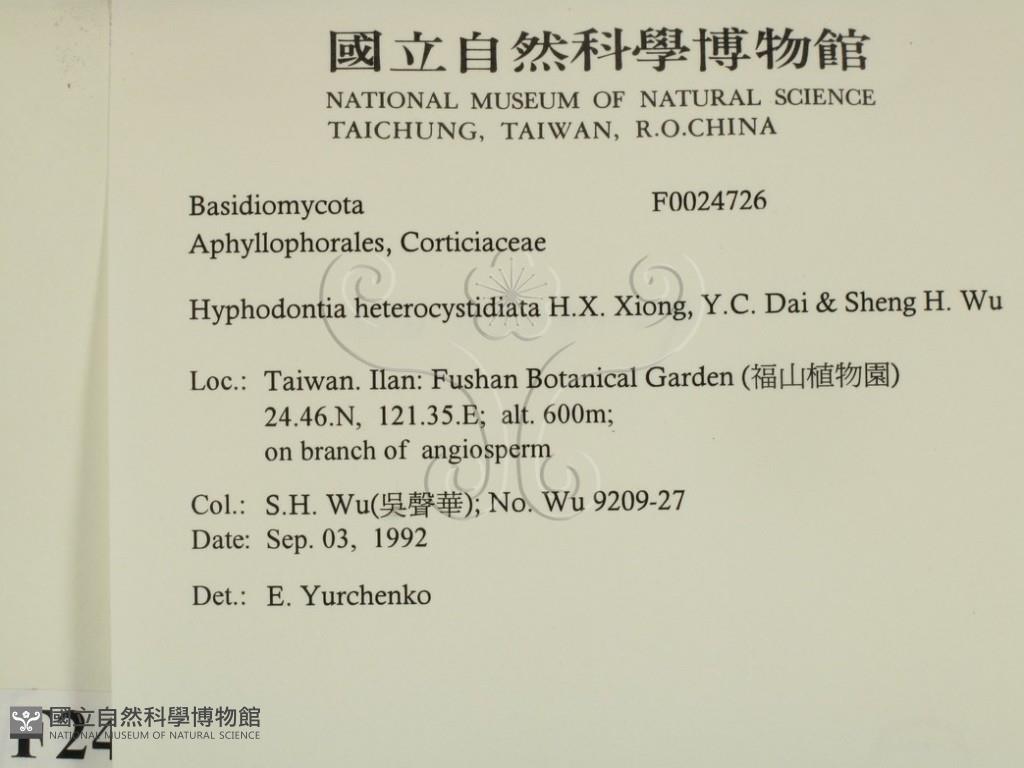 國立自然科學博物館
NATIONAL MUSEUM OF NATURAL SCIENCE
TAICHUNG, TAIWAN, R.O.CHINA
Basidiomycota F0024726
Aphyllophorales, Corticiaceae
Hyphodontia heterocystidiata H.X. Xiong, Y.C. Dai & Sheng H. Wu
Loc.: Taiwan. Ilan: Fushan Botanical Garden (福山植物園)
24.46.N, 121.35.E; alt. 600m;
on branch of angiosperm
Col.: S.H. Wu(吳聲華); No. Wu 9209-27
Date: Sep. 03, 1992
Det.: E. Yurchenko
國立自然科學博物館
NATIONAL MUSEUM OF NATURAL SCIENCE
F24